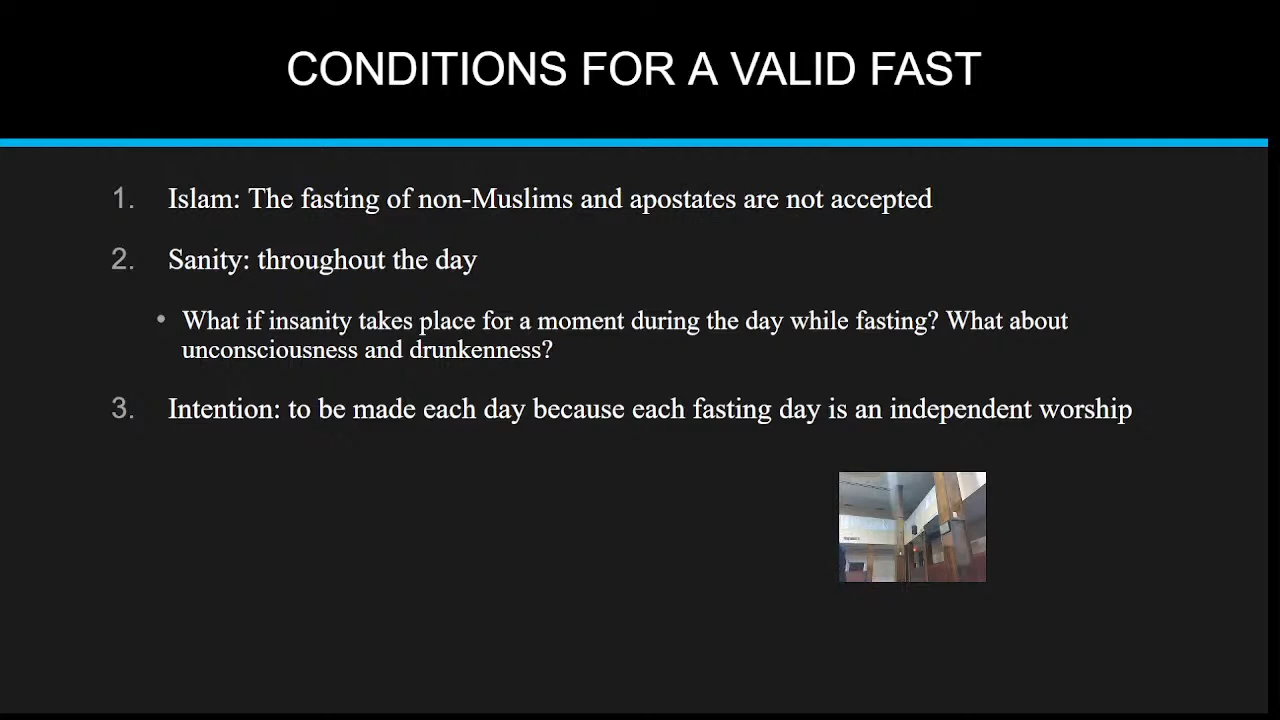 CONDITIONS FOR A VALID FAST
1. Islam: The fasting of non-Muslims and apostates are not accepted
2. Sanity: throughout the day
• What if insanity takes place for a moment during the day while fasting? What about
unconsciousness and drunkenness?
3. Intention: to be made each day because each fasting day is an independent worship